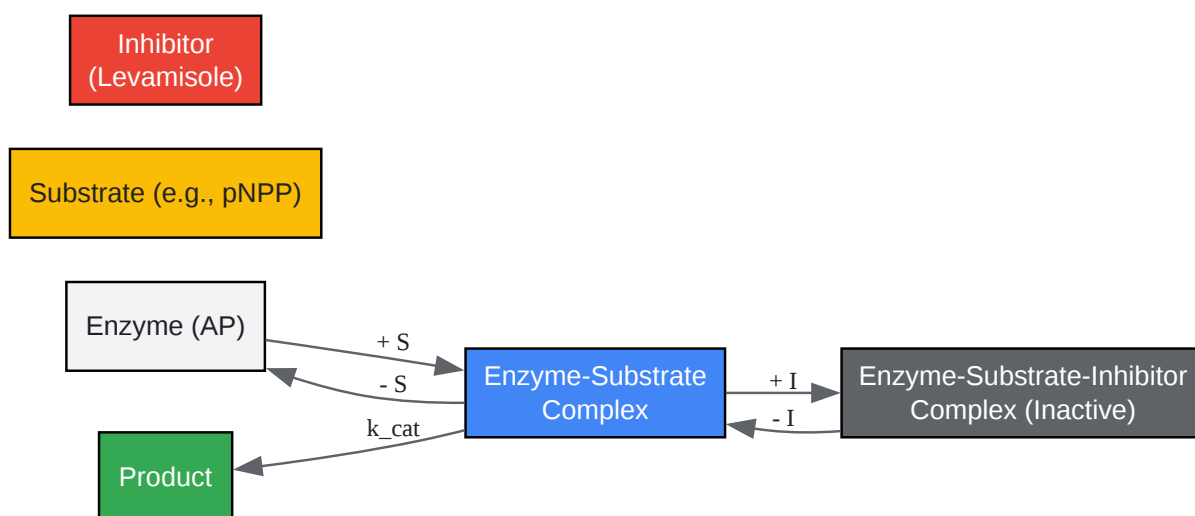 Inhibitor
(Levamisole)
Substrate (e.g., pNPP)
Enzyme (AP)
+ S
- S
k_cat
Enzyme-Substrate
Complex
+ I
- I
Enzyme-Substrate-Inhibitor
Complex (Inactive)
Product